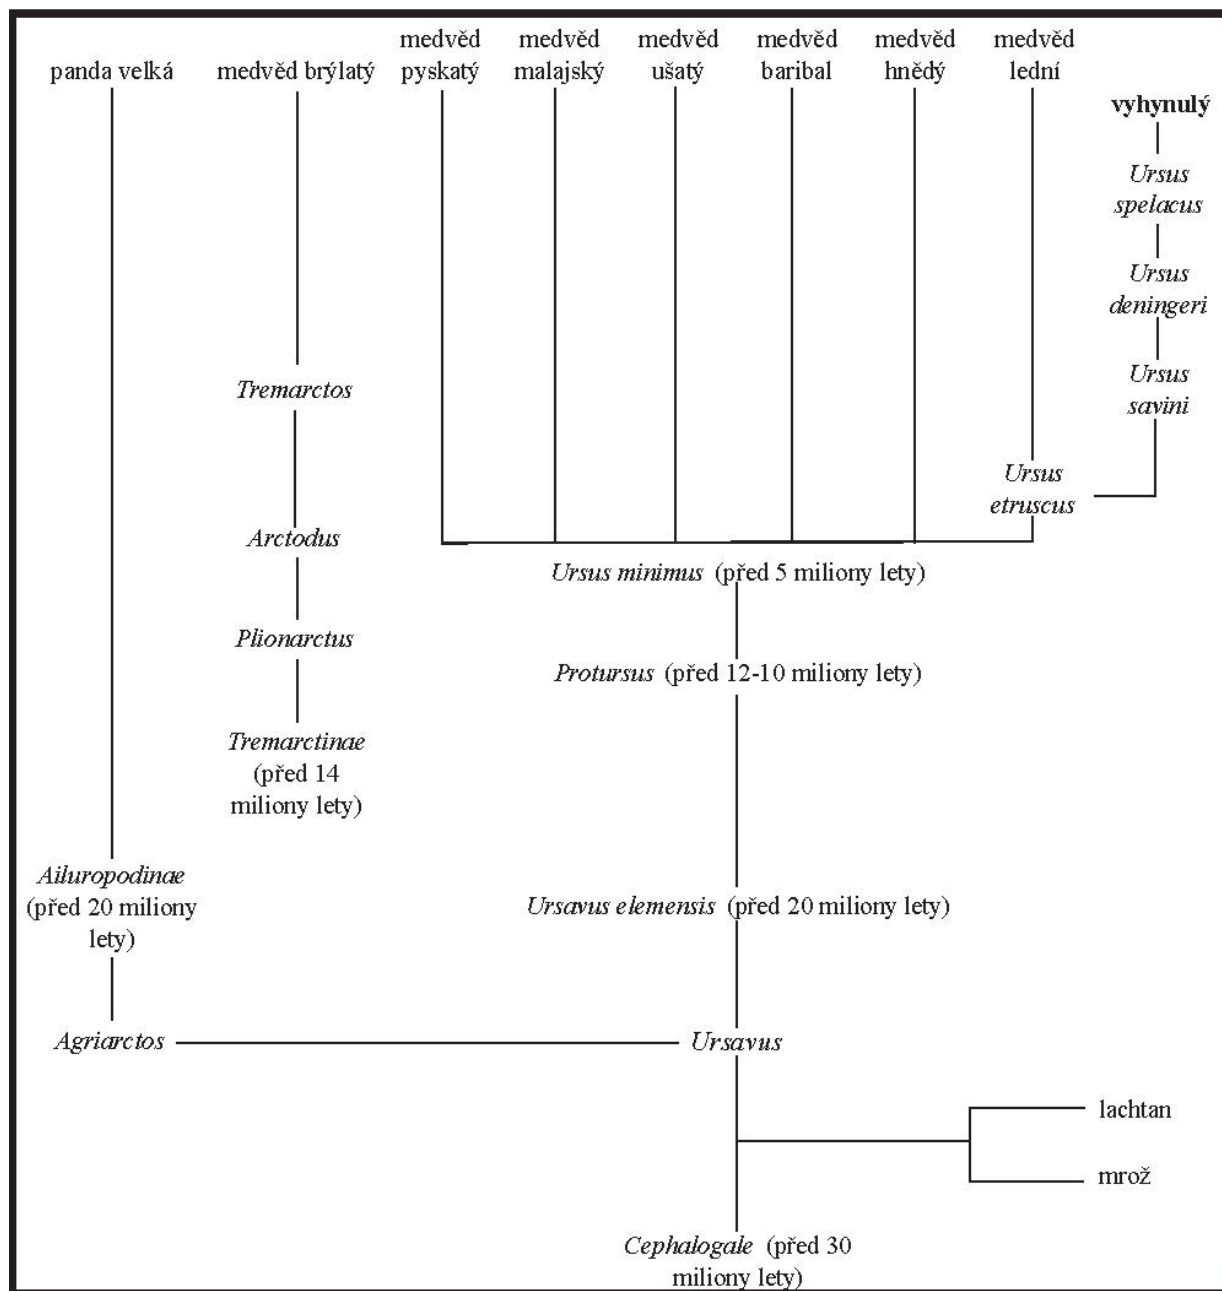 panda velká
medvěd brýlatý
medvěd
pyskatý
medvěd
malajský
medvěd
ušatý
medvěd
baribal
medvěd
hnědý
medvěd
lední
vyhynulý
Ursus
spelacus
Ursus
deningeri
Ursus
savini
Tremarctos
Ursus
etruscus
Arctodus
Ursus minimus (před 5 miliony lety)
Plionarctus
Protursus (před 12-10 miliony lety)
Tremarctinae
(před 14
miliony lety)
Ailuropodinae
(před 20 miliony
lety)
Ursavus elemensis (před 20 miliony lety)
Agriarctos
Ursavus
lachtan
mrož
Cephalogale (před 30
miliony lety)